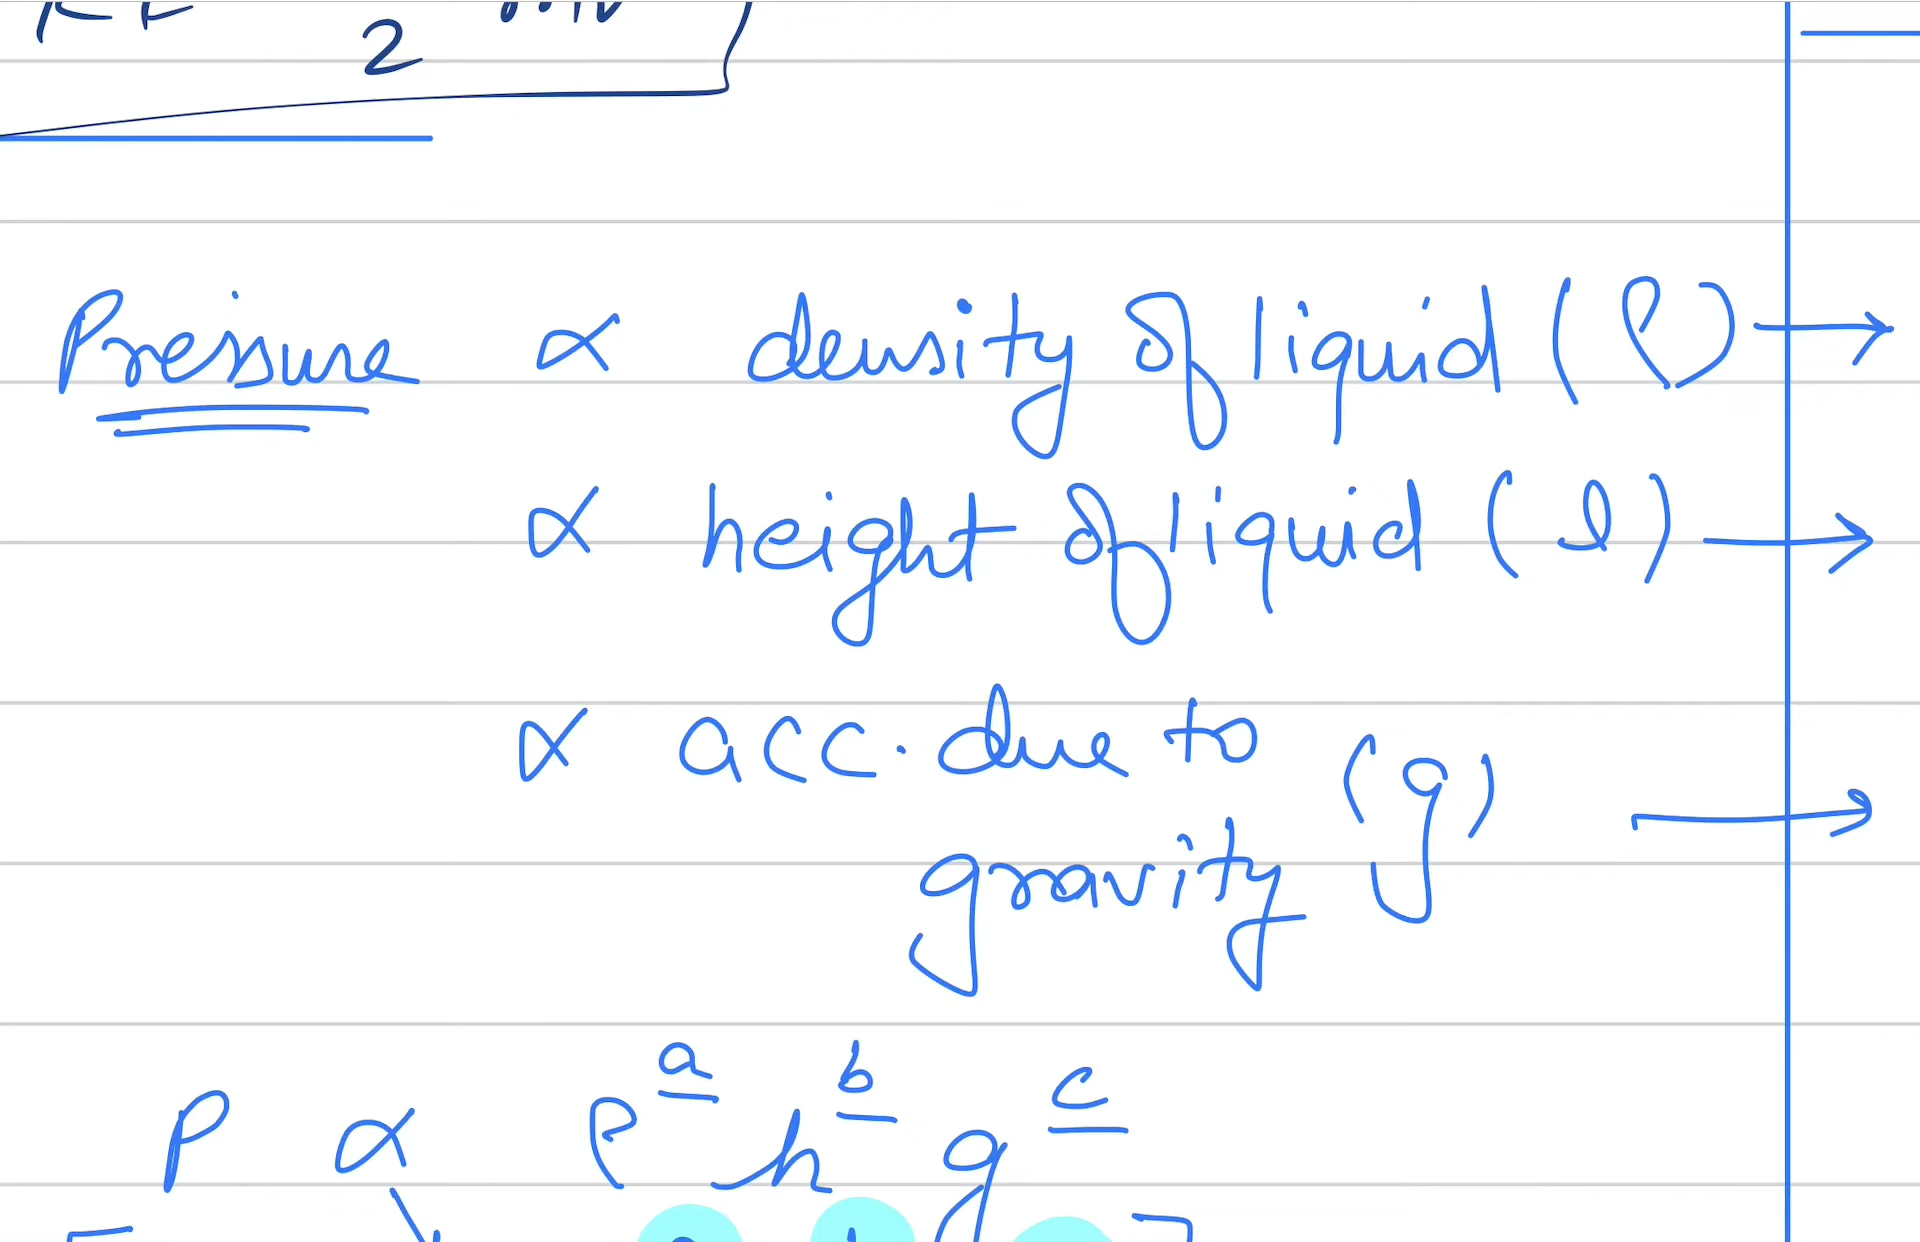 2
Pressure ∝ density of liquid (ρ) →
∝ height of liquid (l) →
∝ acc. due to
gravity (g) →
P ∝ ρ^a h^b g^c